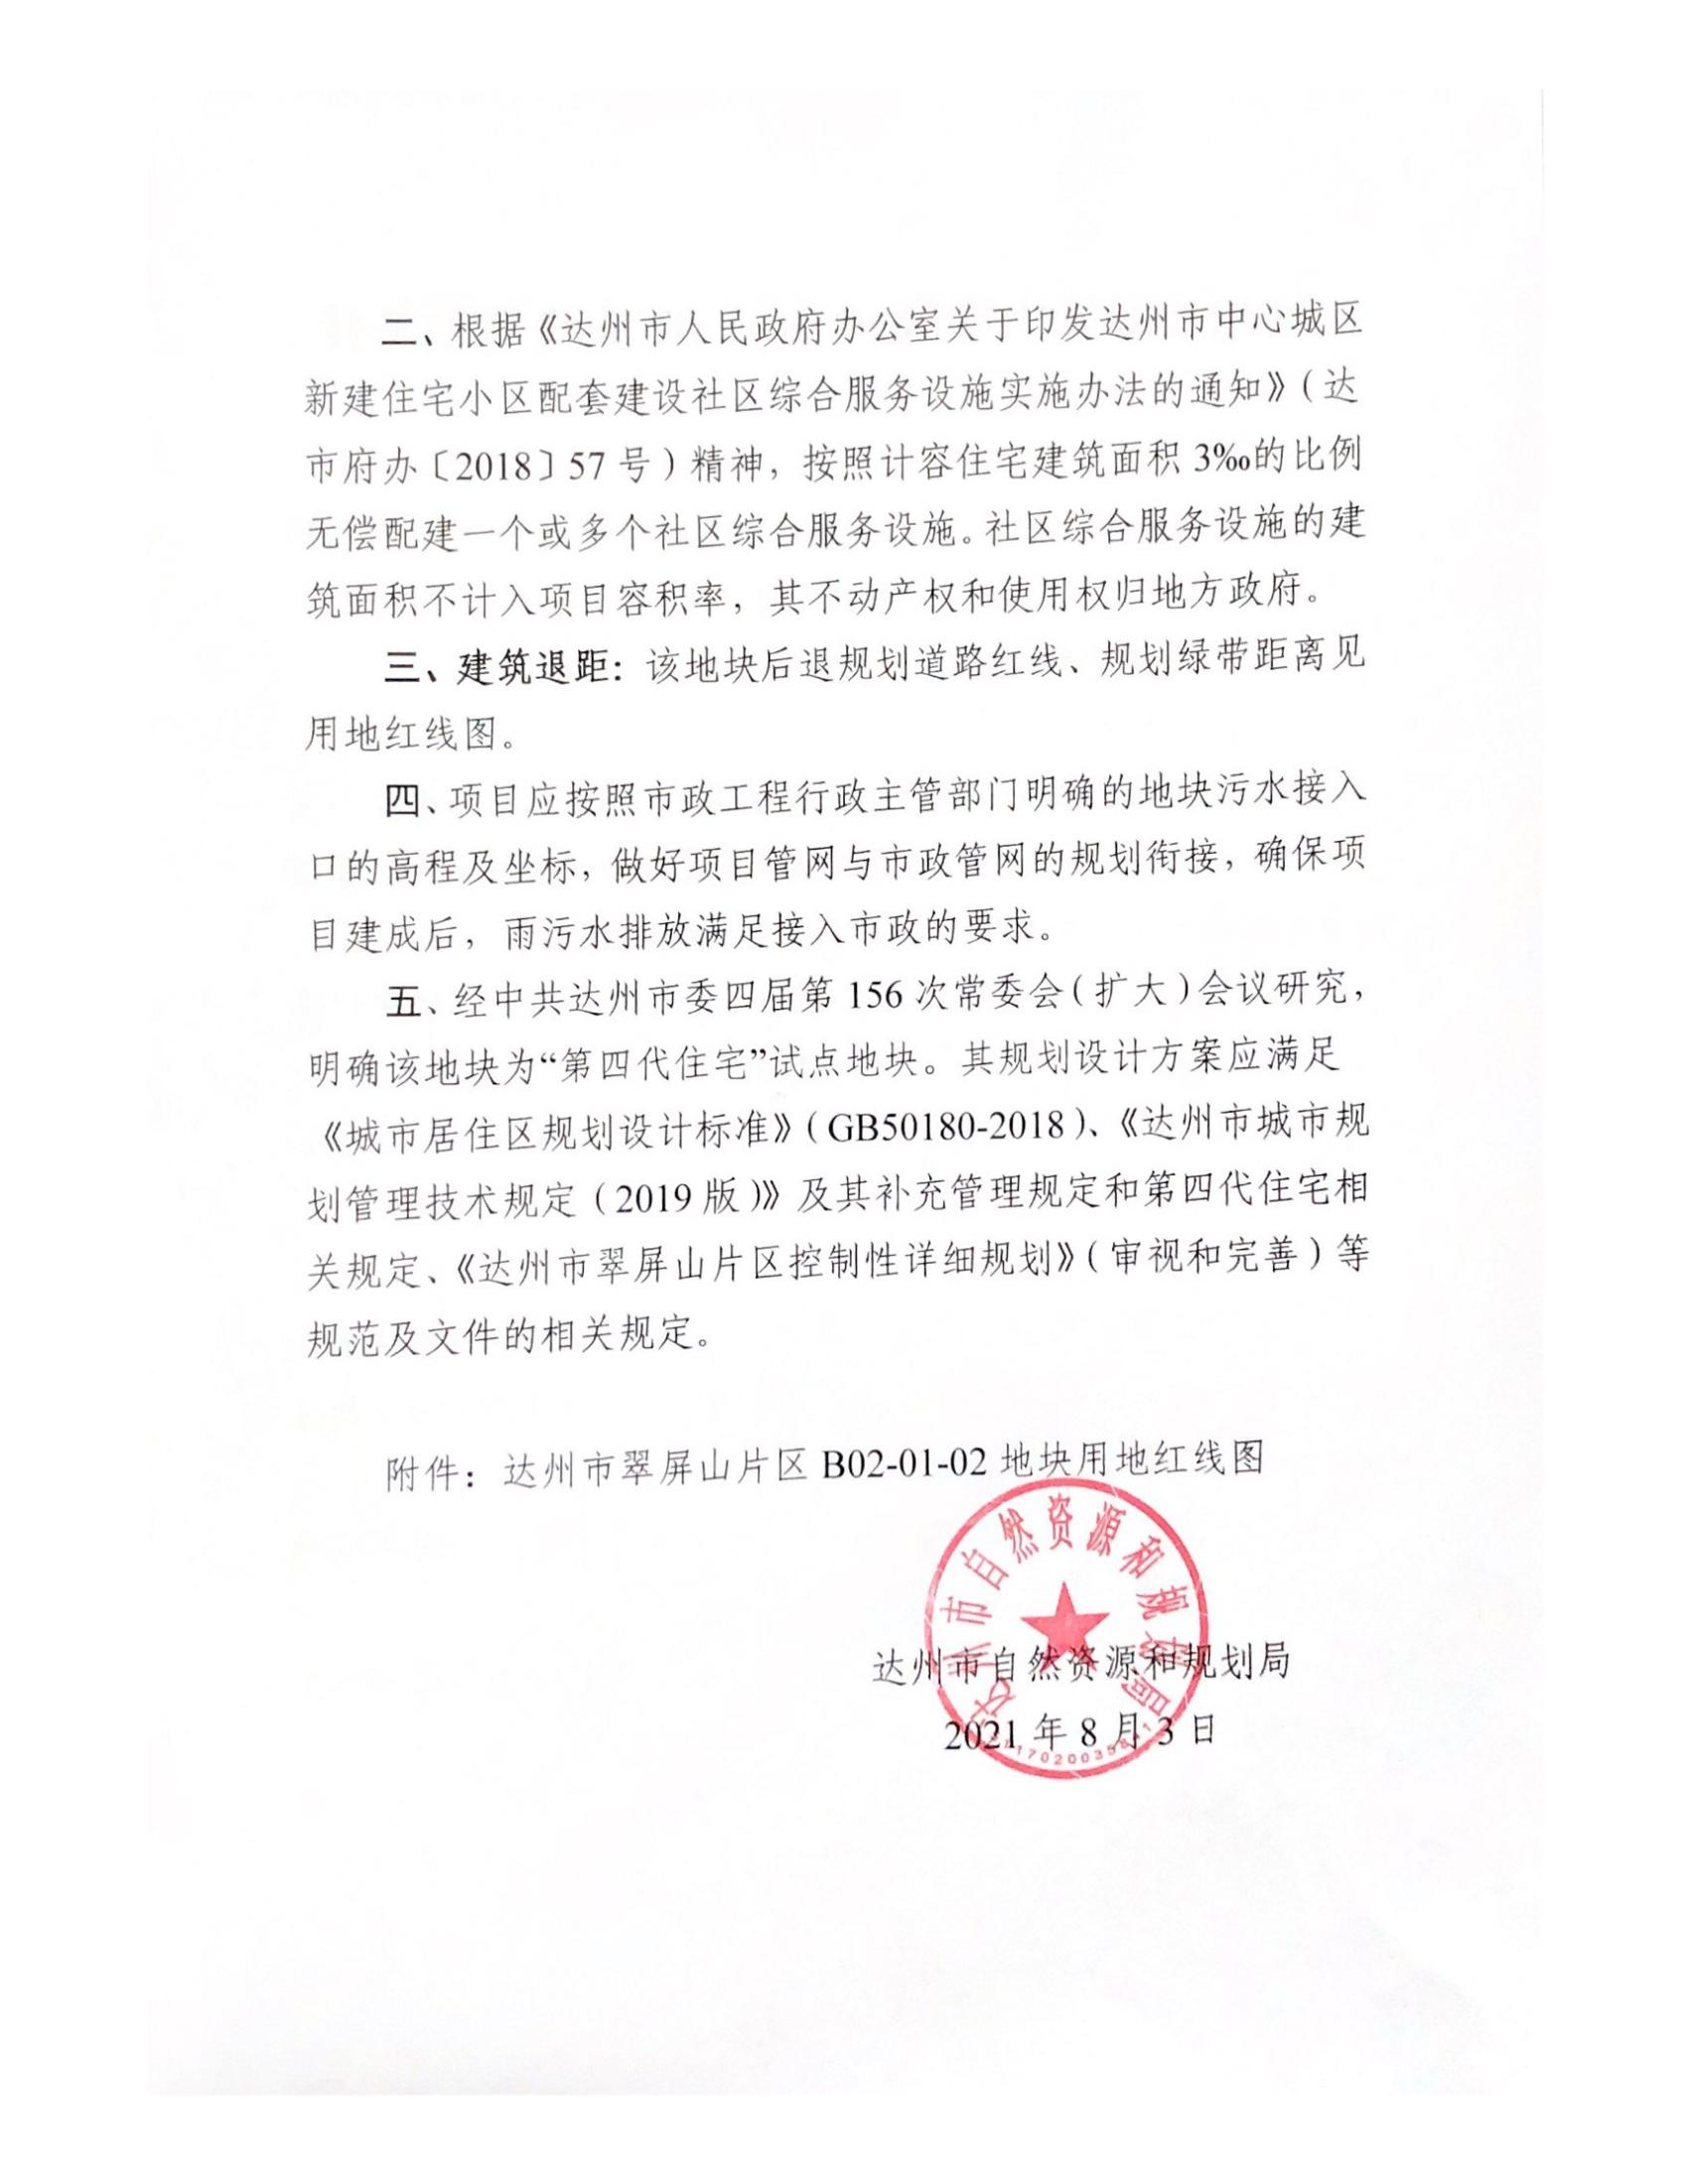 二、根据《达州市人民政府办公室关于印发达州市中心城区
新建住宅小区配套建设社区综合服务设施实施办法的通知》（达
市府办〔2018〕57 号）精神，按照计容住宅建筑面积 3‰的比例
无偿配建一个或多个社区综合服务设施。社区综合服务设施的建
筑面积不计入项目容积率，其不动产权和使用权归地方政府。
三、建筑退距：该地块后退规划道路红线、规划绿带距离见
用地红线图。
四、项目应按照市政工程行政主管部门明确的地块污水接入
口的高程及坐标，做好项目管网与市政管网的规划衔接，确保项
目建成后，雨污水排放满足接入市政的要求。
五、经中共达州市委四届第 156 次常委会（扩大）会议研究，
明确该地块为“第四代住宅”试点地块。其规划设计方案应满足
《城市居住区规划设计标准》（GB50180-2018）、《达州市城市规
划管理技术规定（2019 版）》及其补充管理规定和第四代住宅相
关规定、《达州市翠屏山片区控制性详细规划》（审视和完善）等
规范及文件的相关规定。
附件：达州市翠屏山片区 B02-01-02 地块用地红线图
达州市自然资源和规划局
达州市自然资源和规划局
2021 年 8 月 3 日